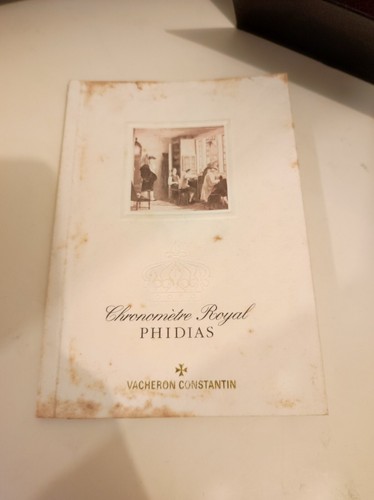 Chronomètre Royal
PHIDIAS
VACHERON CONSTANTIN